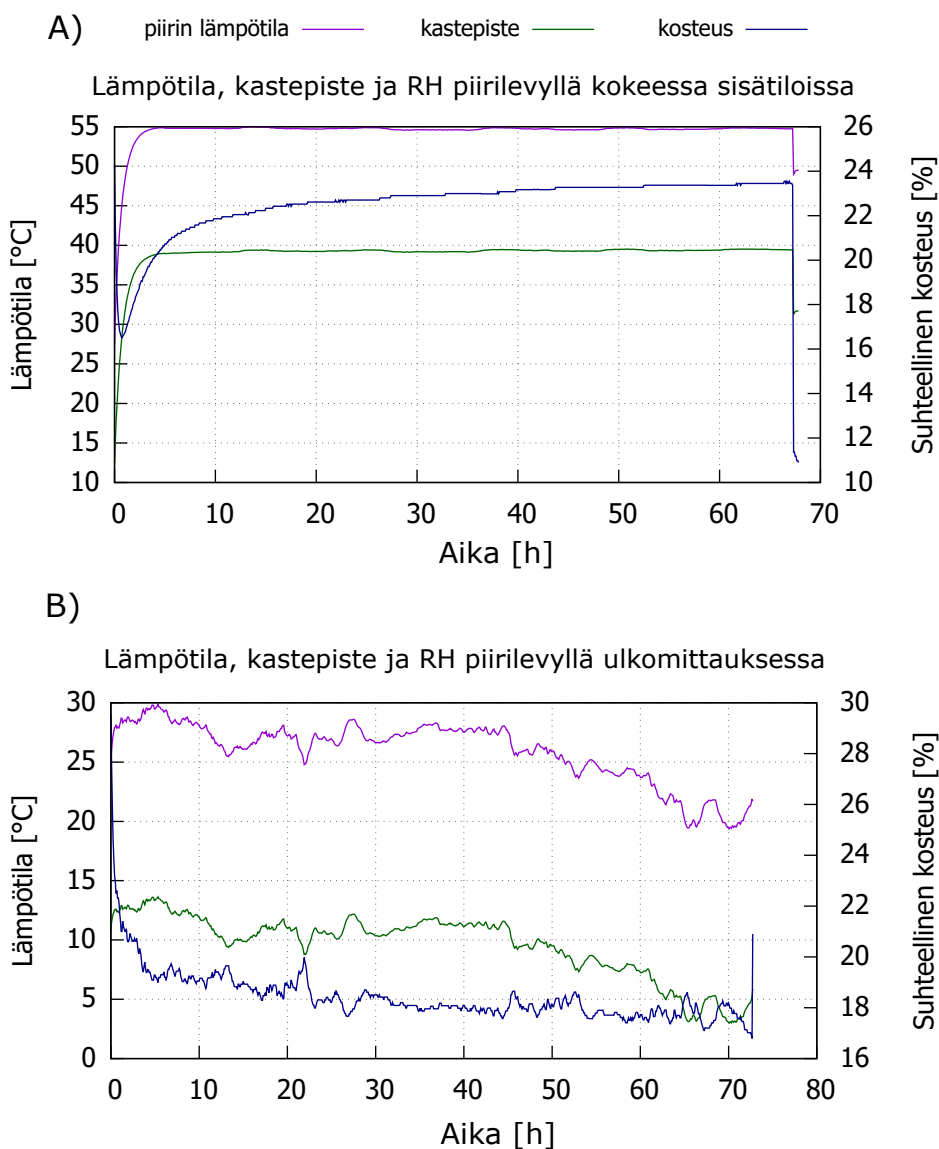 A) piirin lämpötila kastepiste kosteus
Lämpötila, kastepiste ja RH piirilevyllä kokeessa sisätiloissa
55
50
45
40
35
30
25
20
15
10
Lämpötila [°C]
26
24
22
20
18
16
14
12
10
Suhteellinen kosteus [%]
0 10 20 30 40 50 60 70
Aika [h]
B)
Lämpötila, kastepiste ja RH piirilevyllä ulkomittauksessa
30
25
20
15
10
5
0
Lämpötila [°C]
30
28
26
24
22
20
18
16
Suhteellinen kosteus [%]
0 10 20 30 40 50 60 70 80
Aika [h]